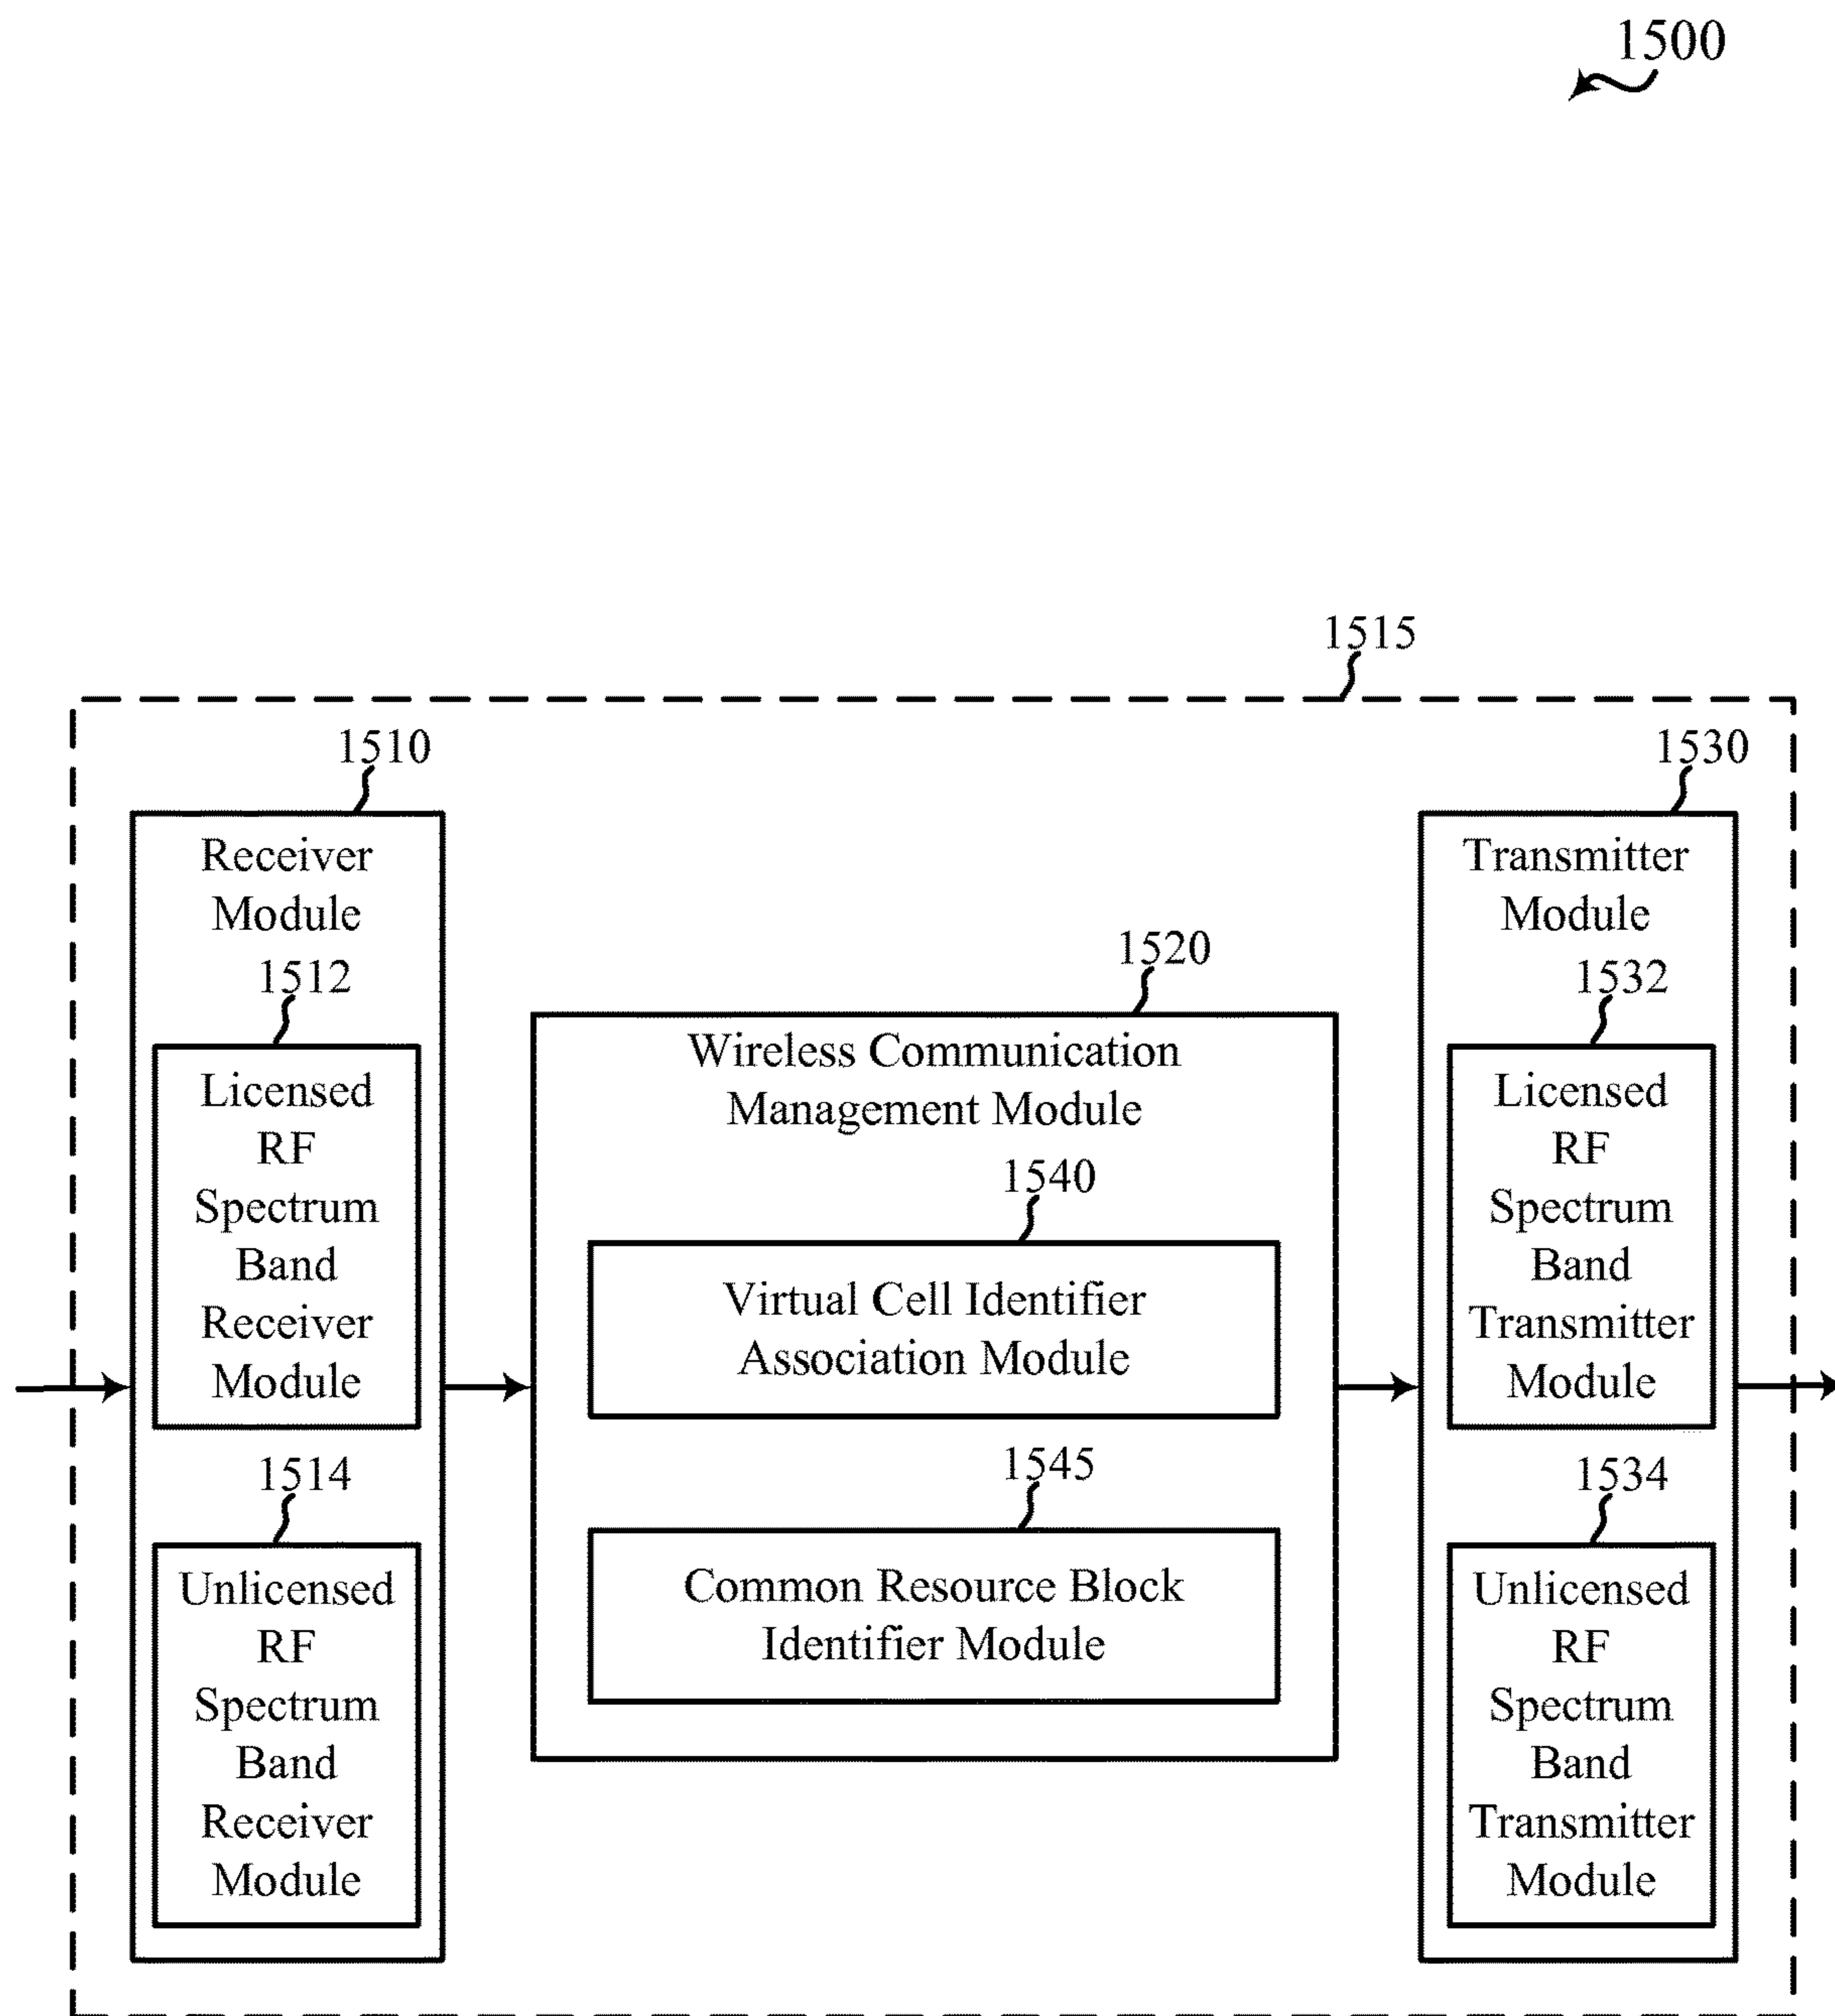 1500
1515
1510
Receiver
Module
1512
Licensed
RF
Spectrum
Band
Receiver
Module
1514
Unlicensed
RF
Spectrum
Band
Receiver
Module
1520
Wireless Communication
Management Module
1540
Virtual Cell Identifier
Association Module
1545
Common Resource Block
Identifier Module
1530
Transmitter
Module
1532
Licensed
RF
Spectrum
Band
Transmitter
Module
1534
Unlicensed
RF
Spectrum
Band
Transmitter
Module